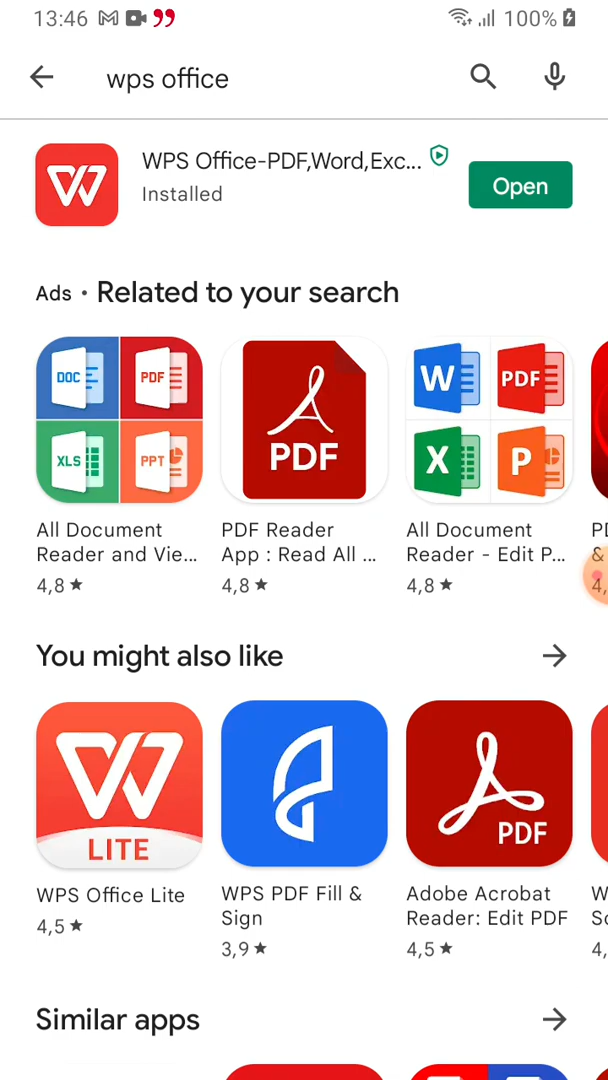 13:46
100%
wps office
WPS Office-PDF,Word,Exc...
Installed
Open
Ads • Related to your search
DOC PDF
XLS PPT
PDF
W PDF
X P
All Document
Reader and Vie...
4,8 ★
PDF Reader
App : Read All ...
4,8 ★
All Document
Reader - Edit P...
4,8 ★
&
4,
You might also like
LITE
PDF
WPS Office Lite
4,5 ★
WPS PDF Fill &
Sign
3,9 ★
Adobe Acrobat
Reader: Edit PDF
4,5 ★
4,
Similar apps